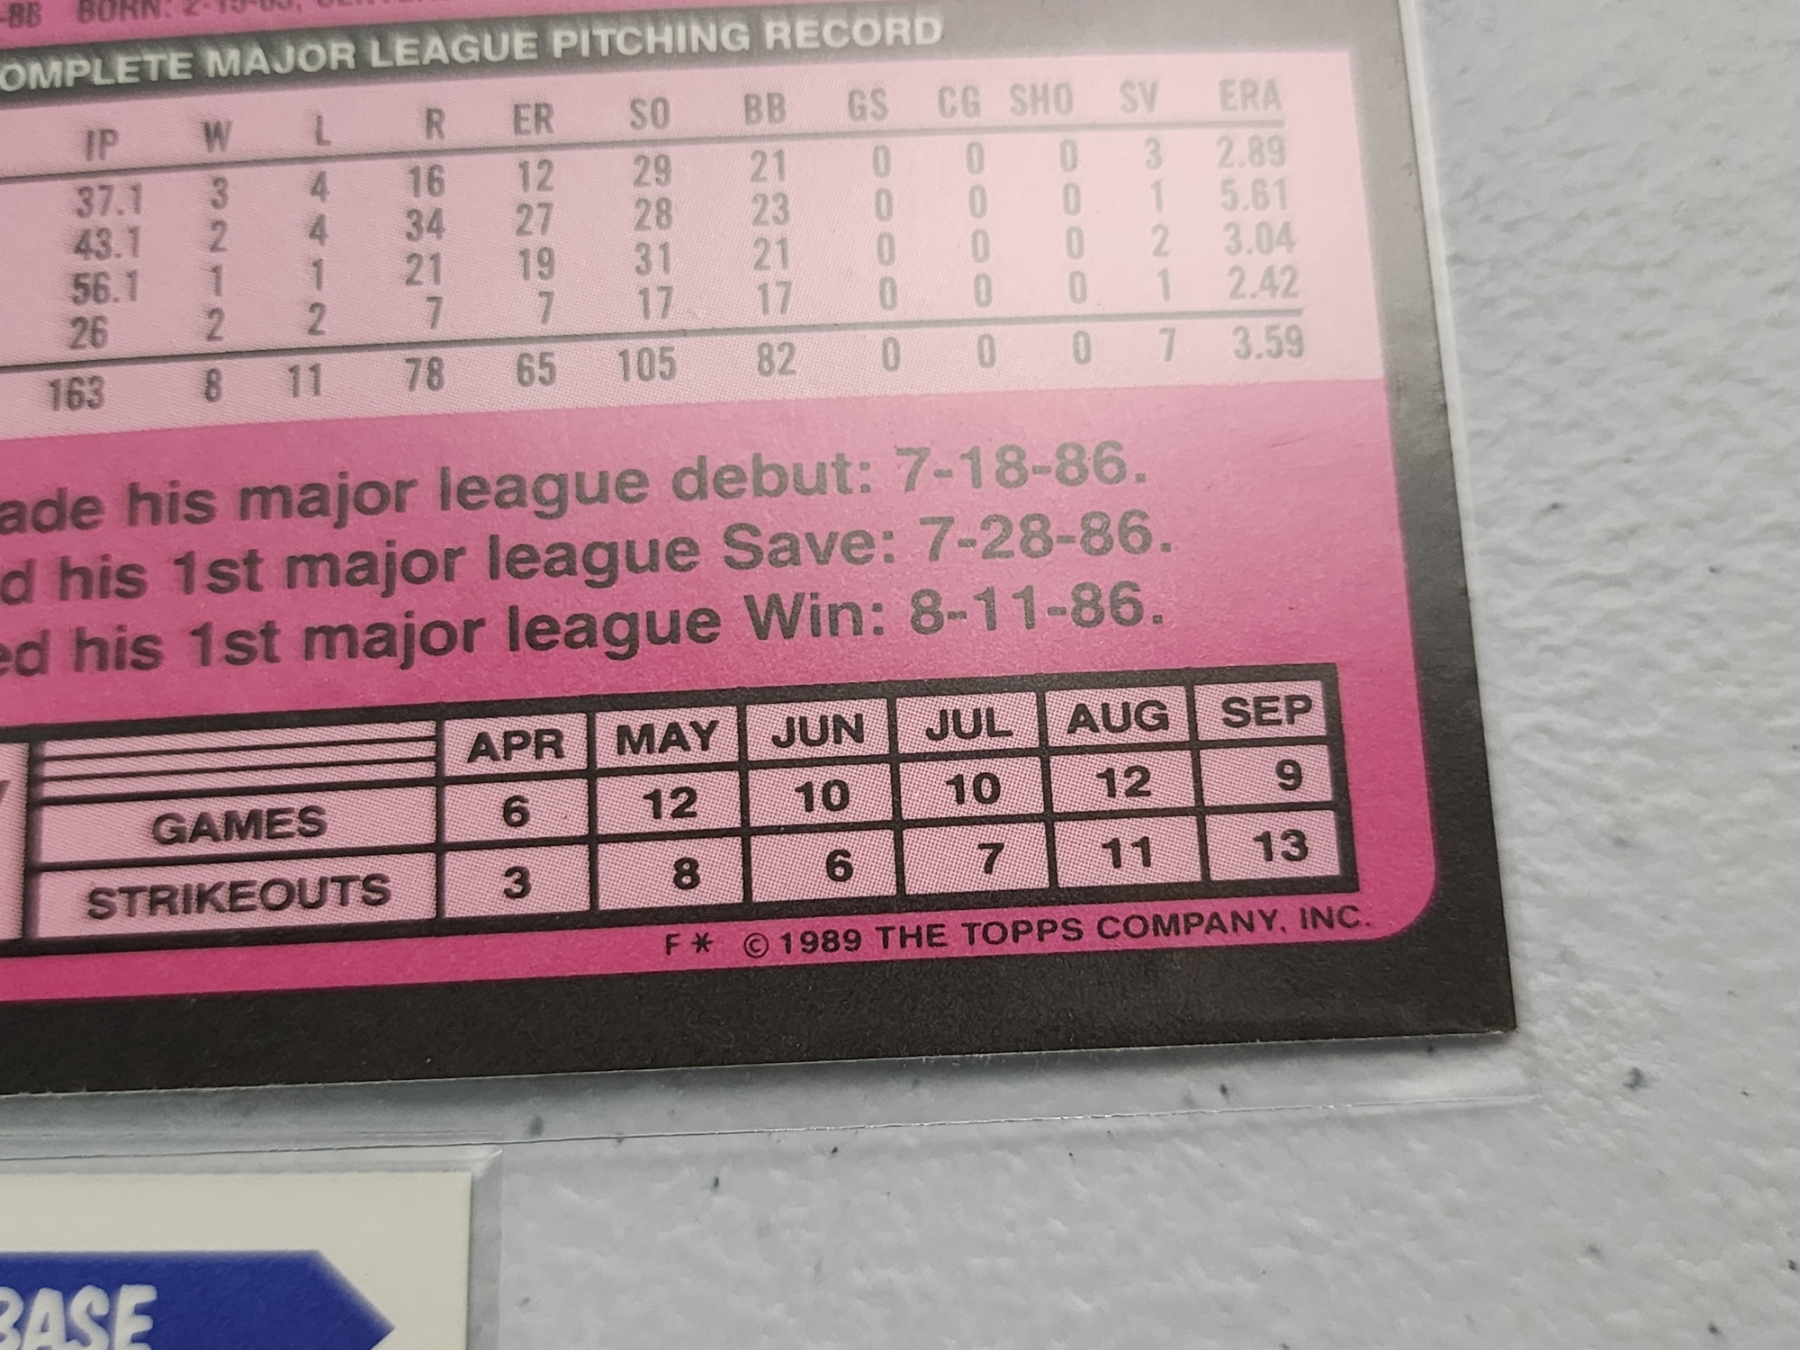 -88 BORN: 2-15-63,
OMPLETE MAJOR LEAGUE PITCHING RECORD
IP W L R ER SO BB GS CG SHO SV ERA
37.1 3 4 16 12 29 21 0 0 0 3 2.89
43.1 2 4 34 27 28 23 0 0 0 1 5.61
56.1 1 1 21 19 31 21 0 0 0 2 3.04
26 2 2 7 7 17 17 0 0 0 1 2.42
163 8 11 78 65 105 82 0 0 0 7 3.59
ade his major league debut: 7-18-86.
d his 1st major league Save: 7-28-86.
ed his 1st major league Win: 8-11-86.
APR MAY JUN JUL AUG SEP
GAMES 6 12 10 10 12 9
STRIKEOUTS 3 8 6 7 11 13
F* © 1989 THE TOPPS COMPANY, INC.
BASE